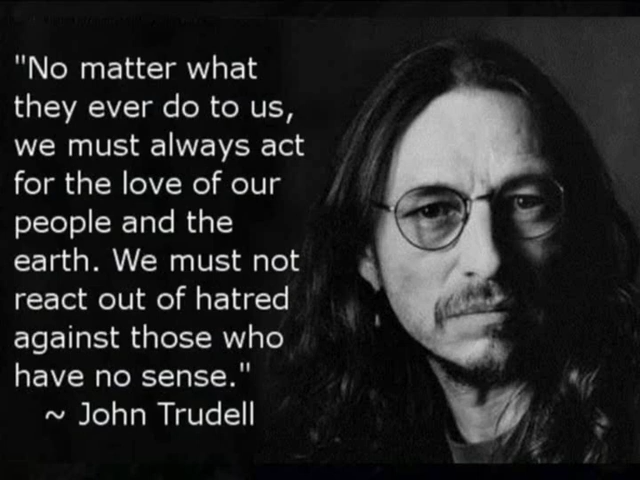 "No matter what
they ever do to us,
we must always act
for the love of our
people and the
earth. We must not
react out of hatred
against those who
have no sense."
~ John Trudell